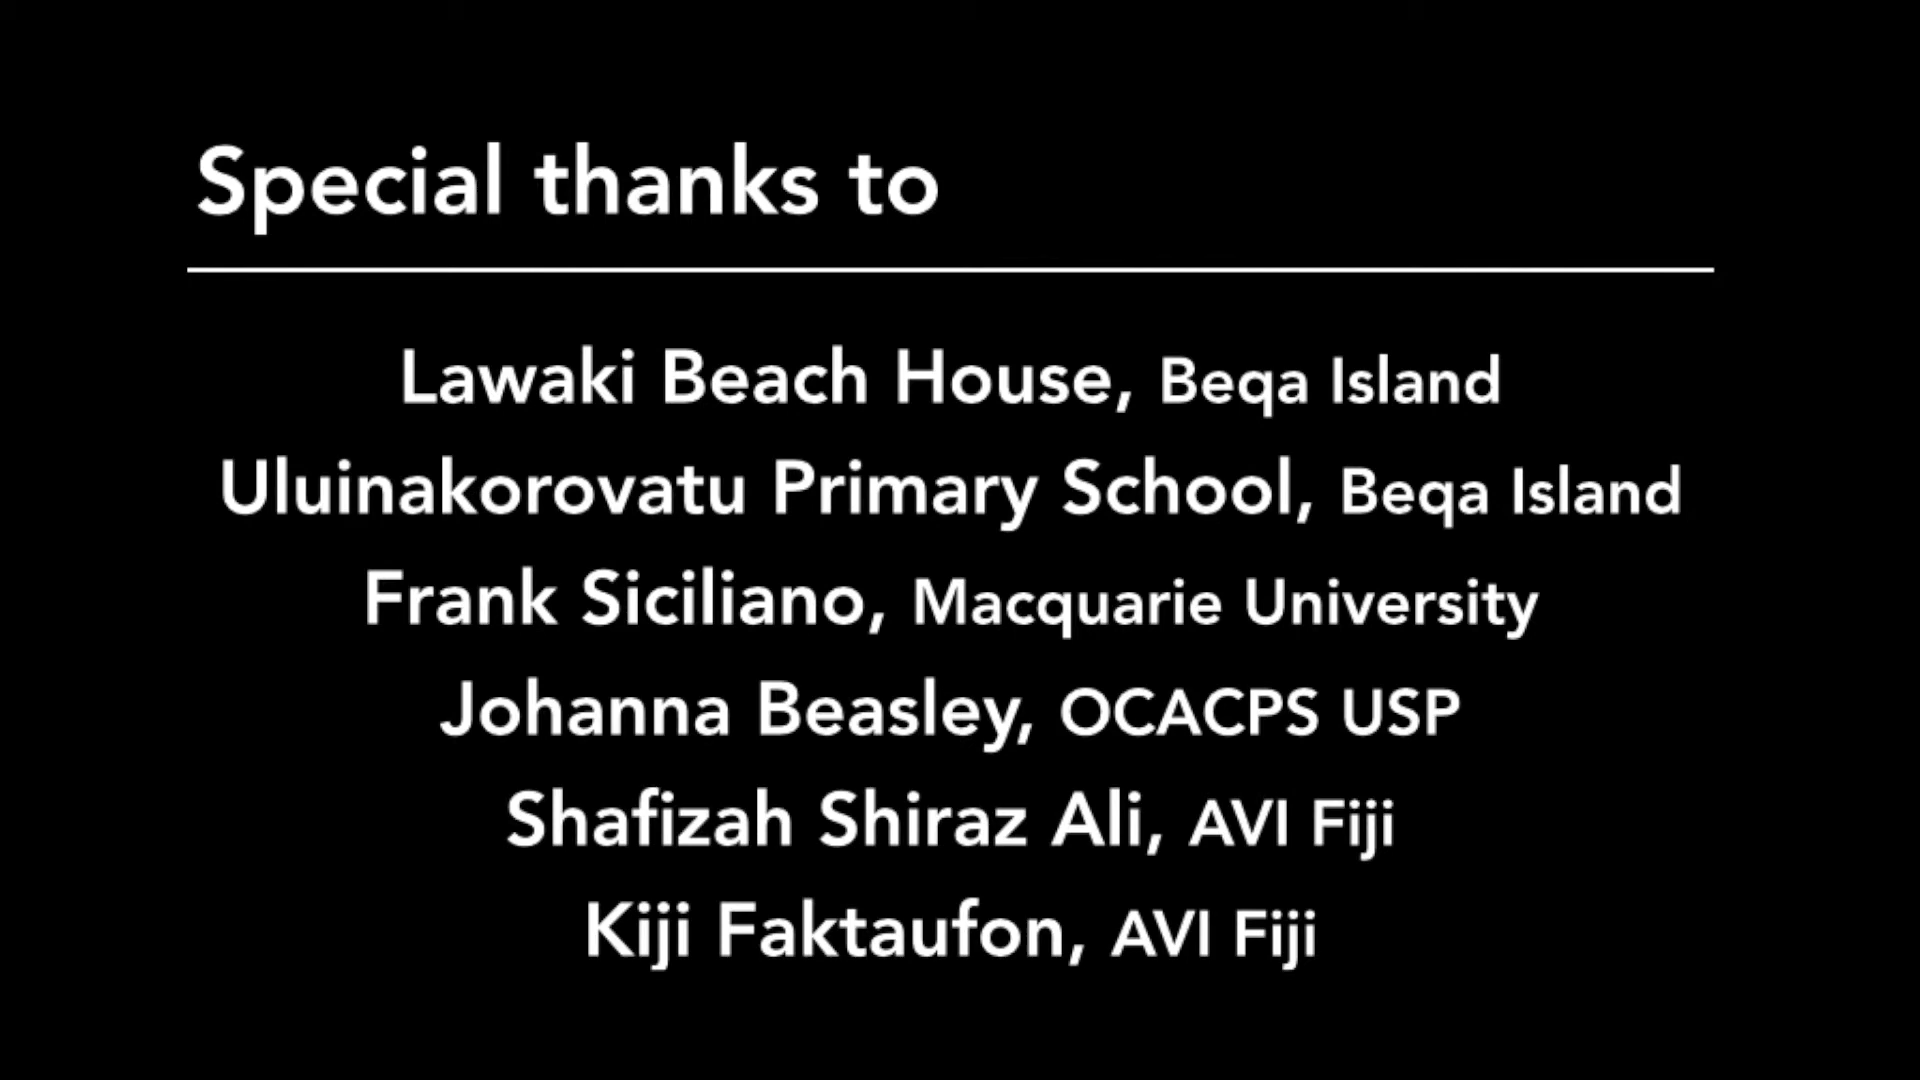 Special thanks to
Lawaki Beach House, Beqa Island
Uluinakorovatu Primary School, Beqa Island
Frank Siciliano, Macquarie University
Johanna Beasley, OCACPS USP
Shafizah Shiraz Ali, AVI Fiji
Kiji Faktaufon, AVI Fiji